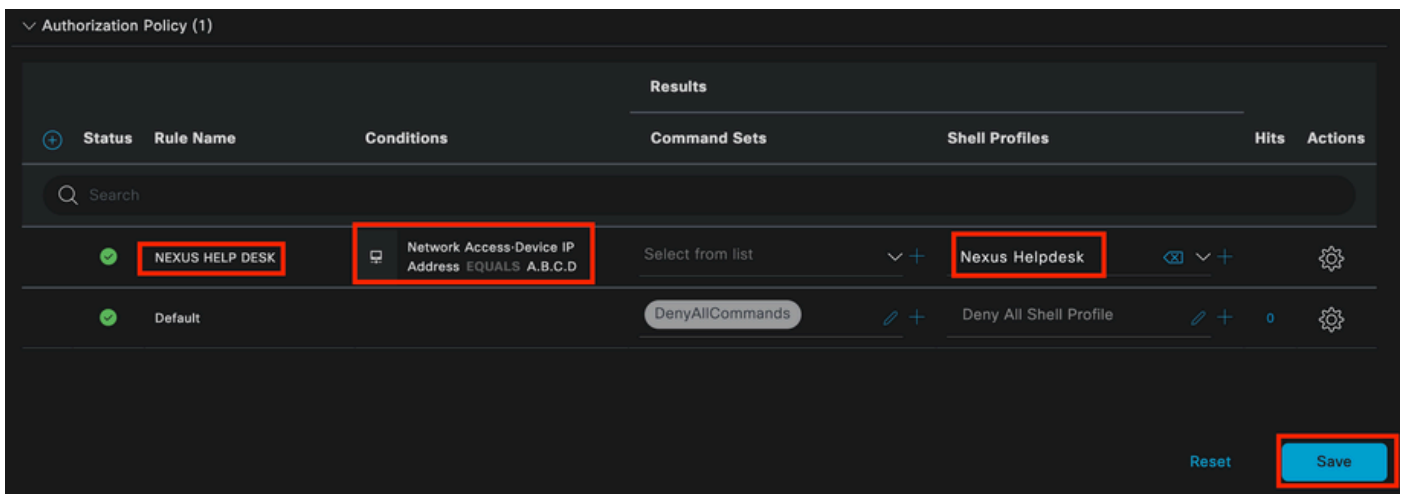 Authorization Policy (1)
Results
Status Rule Name Conditions Command Sets Shell Profiles Hits Actions
Search
NEXUS HELP DESK
Network Access·Device IP
Address EQUALS A.B.C.D
Select from list
Nexus Helpdesk
Default
DenyAllCommands
Deny All Shell Profile
0
Reset
Save